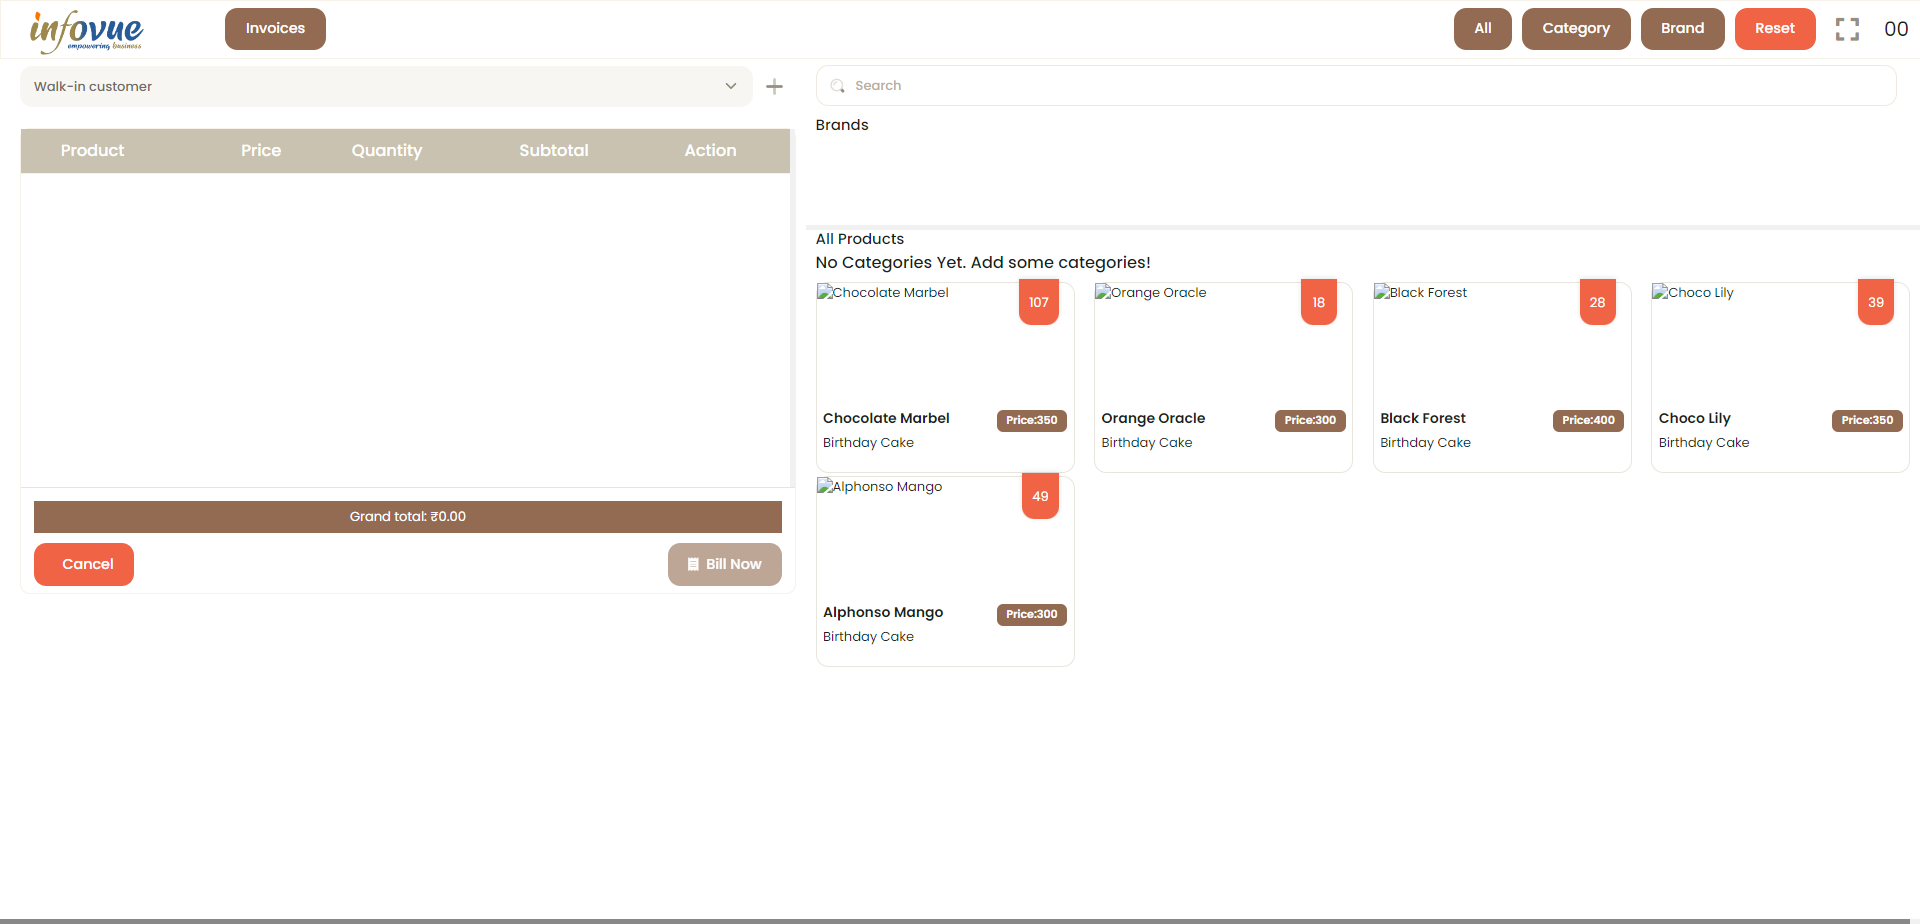 infovue
empowering business
Invoices
All
Category
Brand
Reset
00
Walk-in customer
Search
Brands
Product Price Quantity Subtotal Action
Grand total: ₹0.00
Cancel
Bill Now
All Products
No Categories Yet. Add some categories!
Chocolate Marbel
107
Chocolate Marbel
Price:350
Birthday Cake
Orange Oracle
18
Orange Oracle
Price:300
Birthday Cake
Black Forest
28
Black Forest
Price:400
Birthday Cake
Choco Lily
39
Choco Lily
Price:350
Birthday Cake
Alphonso Mango
49
Alphonso Mango
Price:300
Birthday Cake